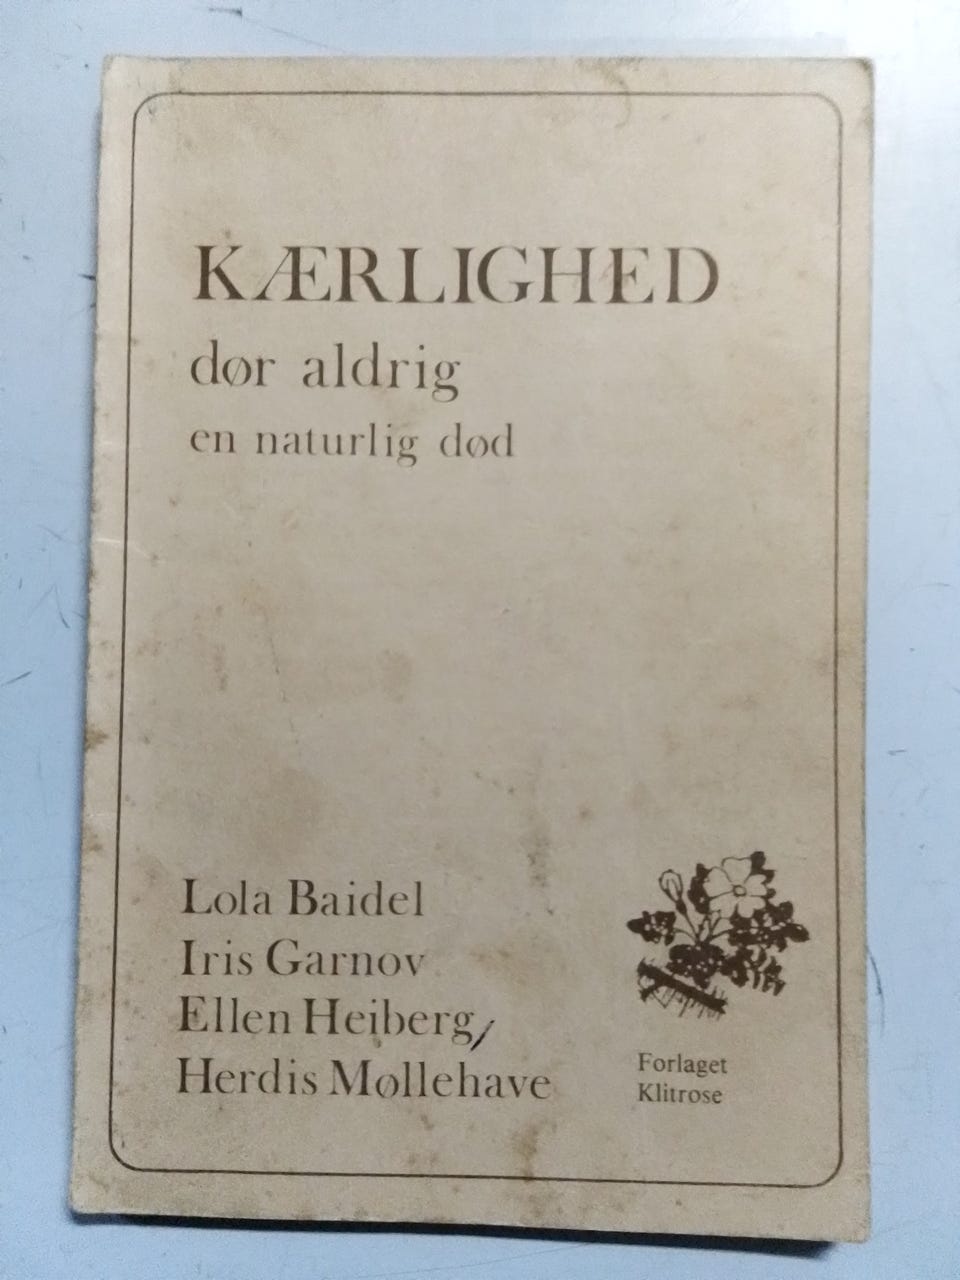 KÆRLIGHED
dør aldrig
en naturlig død
Lola Baidel
Iris Garnov
Ellen Heiberg/
Herdis Møllehave
Forlaget
Klitrose